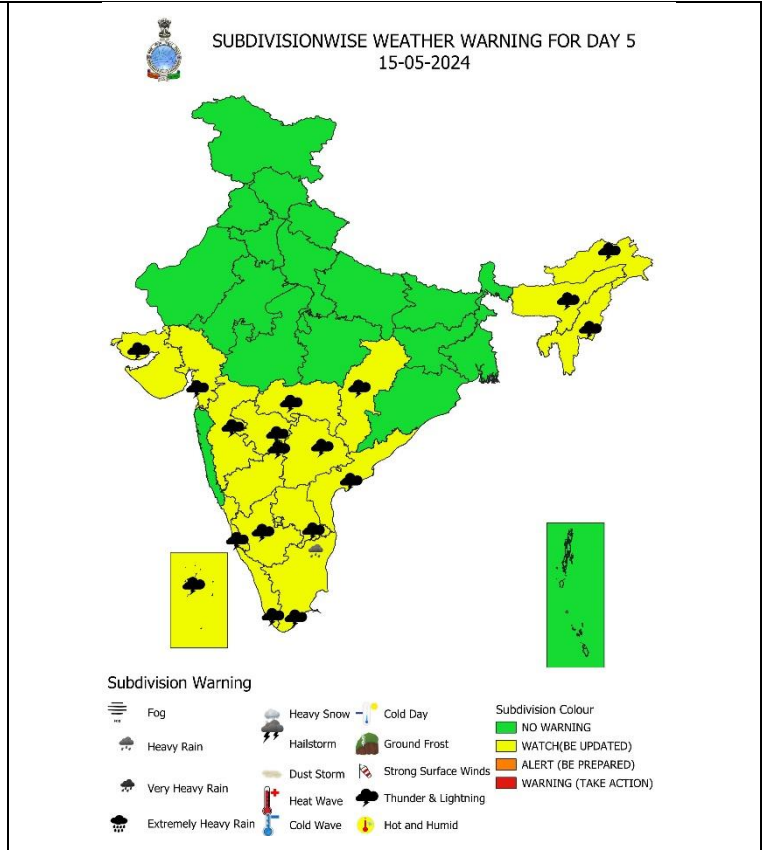 SUBDIVISIONWISE WEATHER WARNING FOR DAY 5
15-05-2024
Subdivision Warning
Fog
Heavy Rain
Very Heavy Rain
Extremely Heavy Rain
Heavy Snow
Hailstorm
Dust Storm
Heat Wave
Cold Wave
Cold Day
Ground Frost
Strong Surface Winds
Thunder & Lightning
Hot and Humid
Subdivision Colour
NO WARNING
WATCH(BE UPDATED)
ALERT (BE PREPARED)
WARNING (TAKE ACTION)